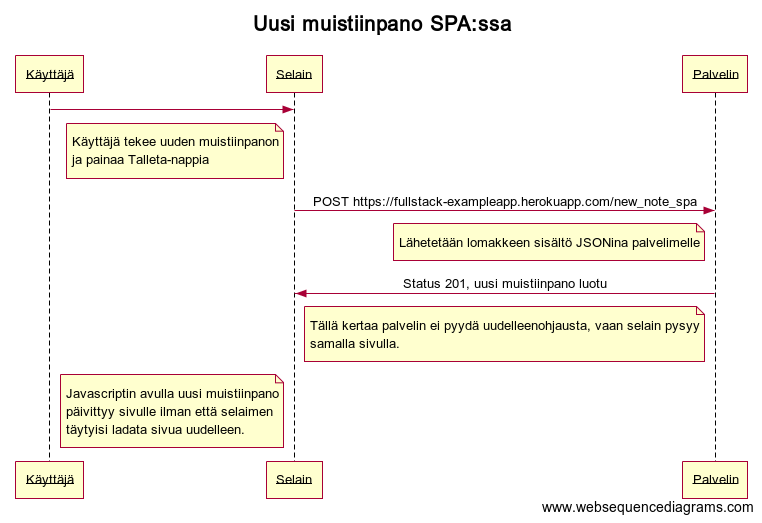 Uusi muistiinpano SPA:ssa
Käyttäjä
Selain
Palvelin
Käyttäjä tekee uuden muistiinpanon
ja painaa Talleta-nappia
POST https://fullstack-exampleapp.herokuapp.com/new_note_spa
Lähetetään lomakkeen sisältö JSONina palvelimelle
Status 201, uusi muistiinpano luotu
Tällä kertaa palvelin ei pyydä uudelleenohjausta, vaan selain pysyy
samalla sivulla.
Javascriptin avulla uusi muistiinpano
päivittyy sivulle ilman että selaimen
täytyisi ladata sivua uudelleen.
Käyttäjä
Selain
Palvelin
www.websequencediagrams.com